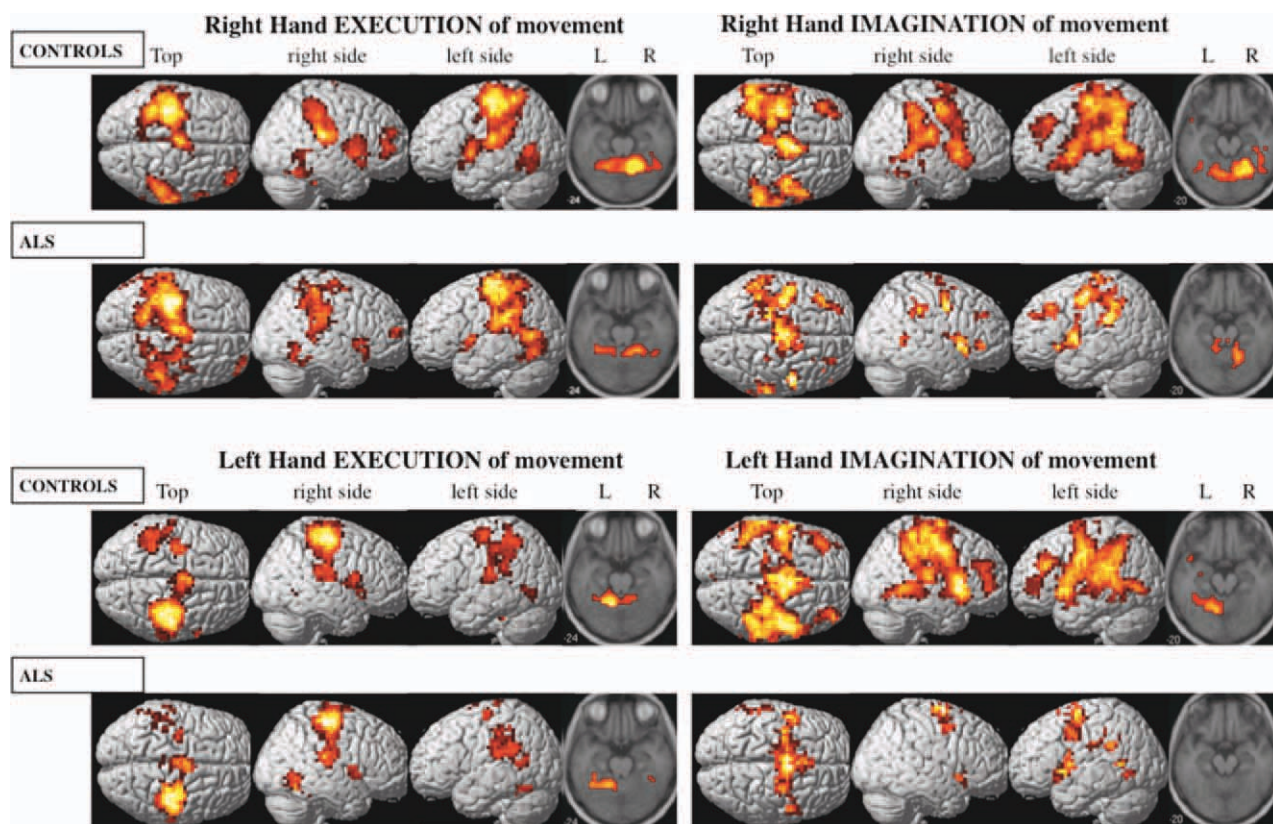 Right Hand EXECUTION of movement
Right Hand IMAGINATION of movement
CONTROLS
Top right side left side L R
Top right side left side L R
-24
-20
ALS
-24
-20
Left Hand EXECUTION of movement
Left Hand IMAGINATION of movement
CONTROLS
Top right side left side L R
Top right side left side L R
-24
-20
ALS
-24
-20